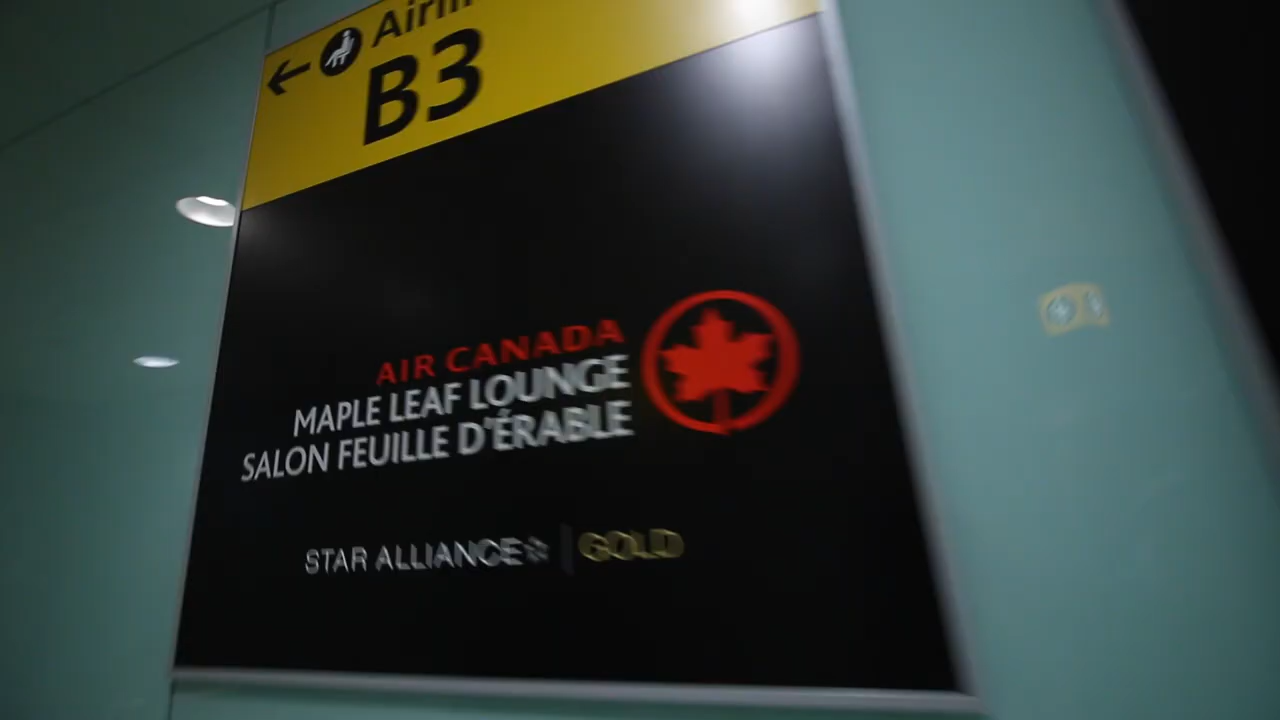 B3
AIR CANADA
MAPLE LEAF LOUNGE
SALON FEUILLE D'ÉRABLE
STAR ALLIANCE GOLD